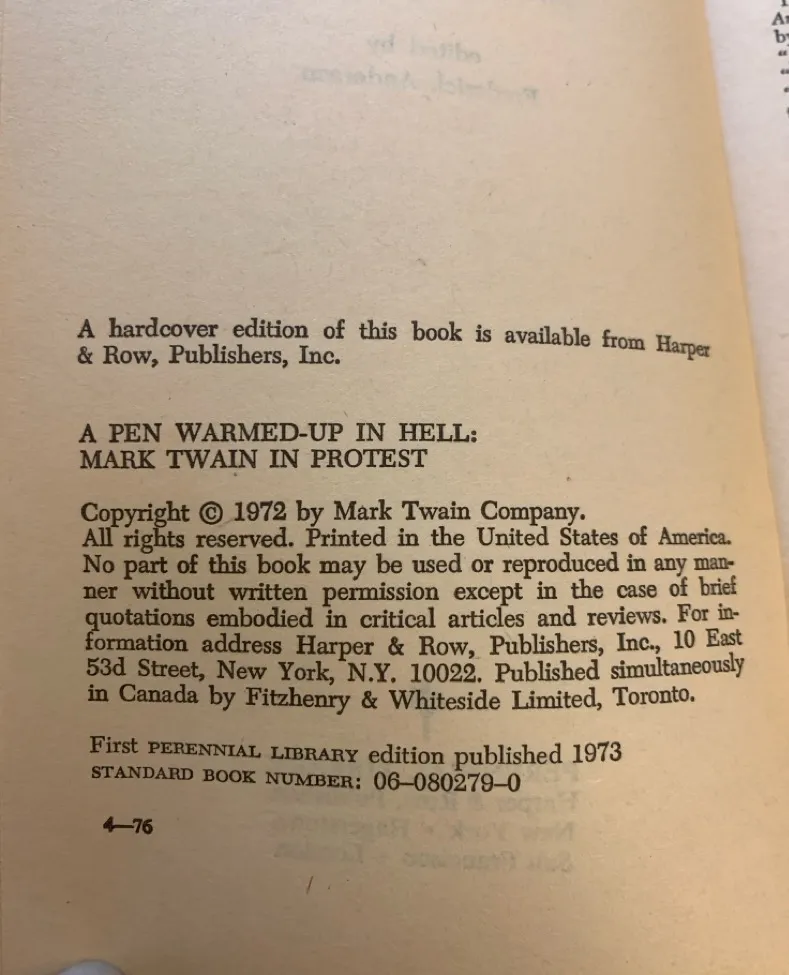 A hardcover edition of this book is available from Harper
& Row, Publishers, Inc.
A PEN WARMED-UP IN HELL:
MARK TWAIN IN PROTEST
Copyright © 1972 by Mark Twain Company.
All rights reserved. Printed in the United States of America.
No part of this book may be used or reproduced in any man-
ner without written permission except in the case of brief
quotations embodied in critical articles and reviews. For in-
formation address Harper & Row, Publishers, Inc., 10 East
53d Street, New York, N.Y. 10022. Published simultaneously
in Canada by Fitzhenry & Whiteside Limited, Toronto.
First PERENNIAL LIBRARY edition published 1973
STANDARD BOOK NUMBER: 06–080279–0
4—76